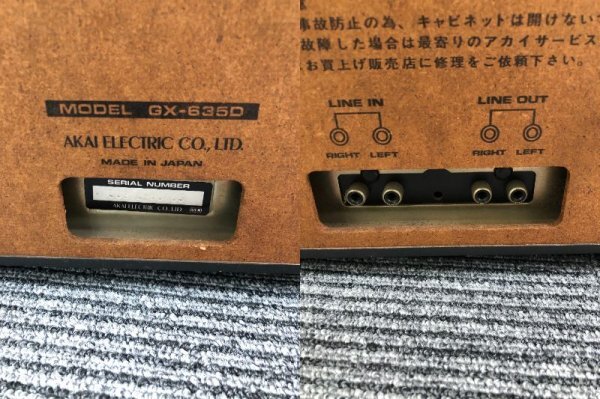 MODEL GX-635D
AKAI ELECTRIC CO., LTD.
MADE IN JAPAN
SERIAL NUMBER
AKAI ELECTRIC CO., LTD.
事故防止の為、キャビネットは開けないで
故障した場合は最寄りのアカイサービス
お買上げ販売店に修理をご依頼下さい。
LINE IN
LINE OUT
RIGHT LEFT
RIGHT LEFT